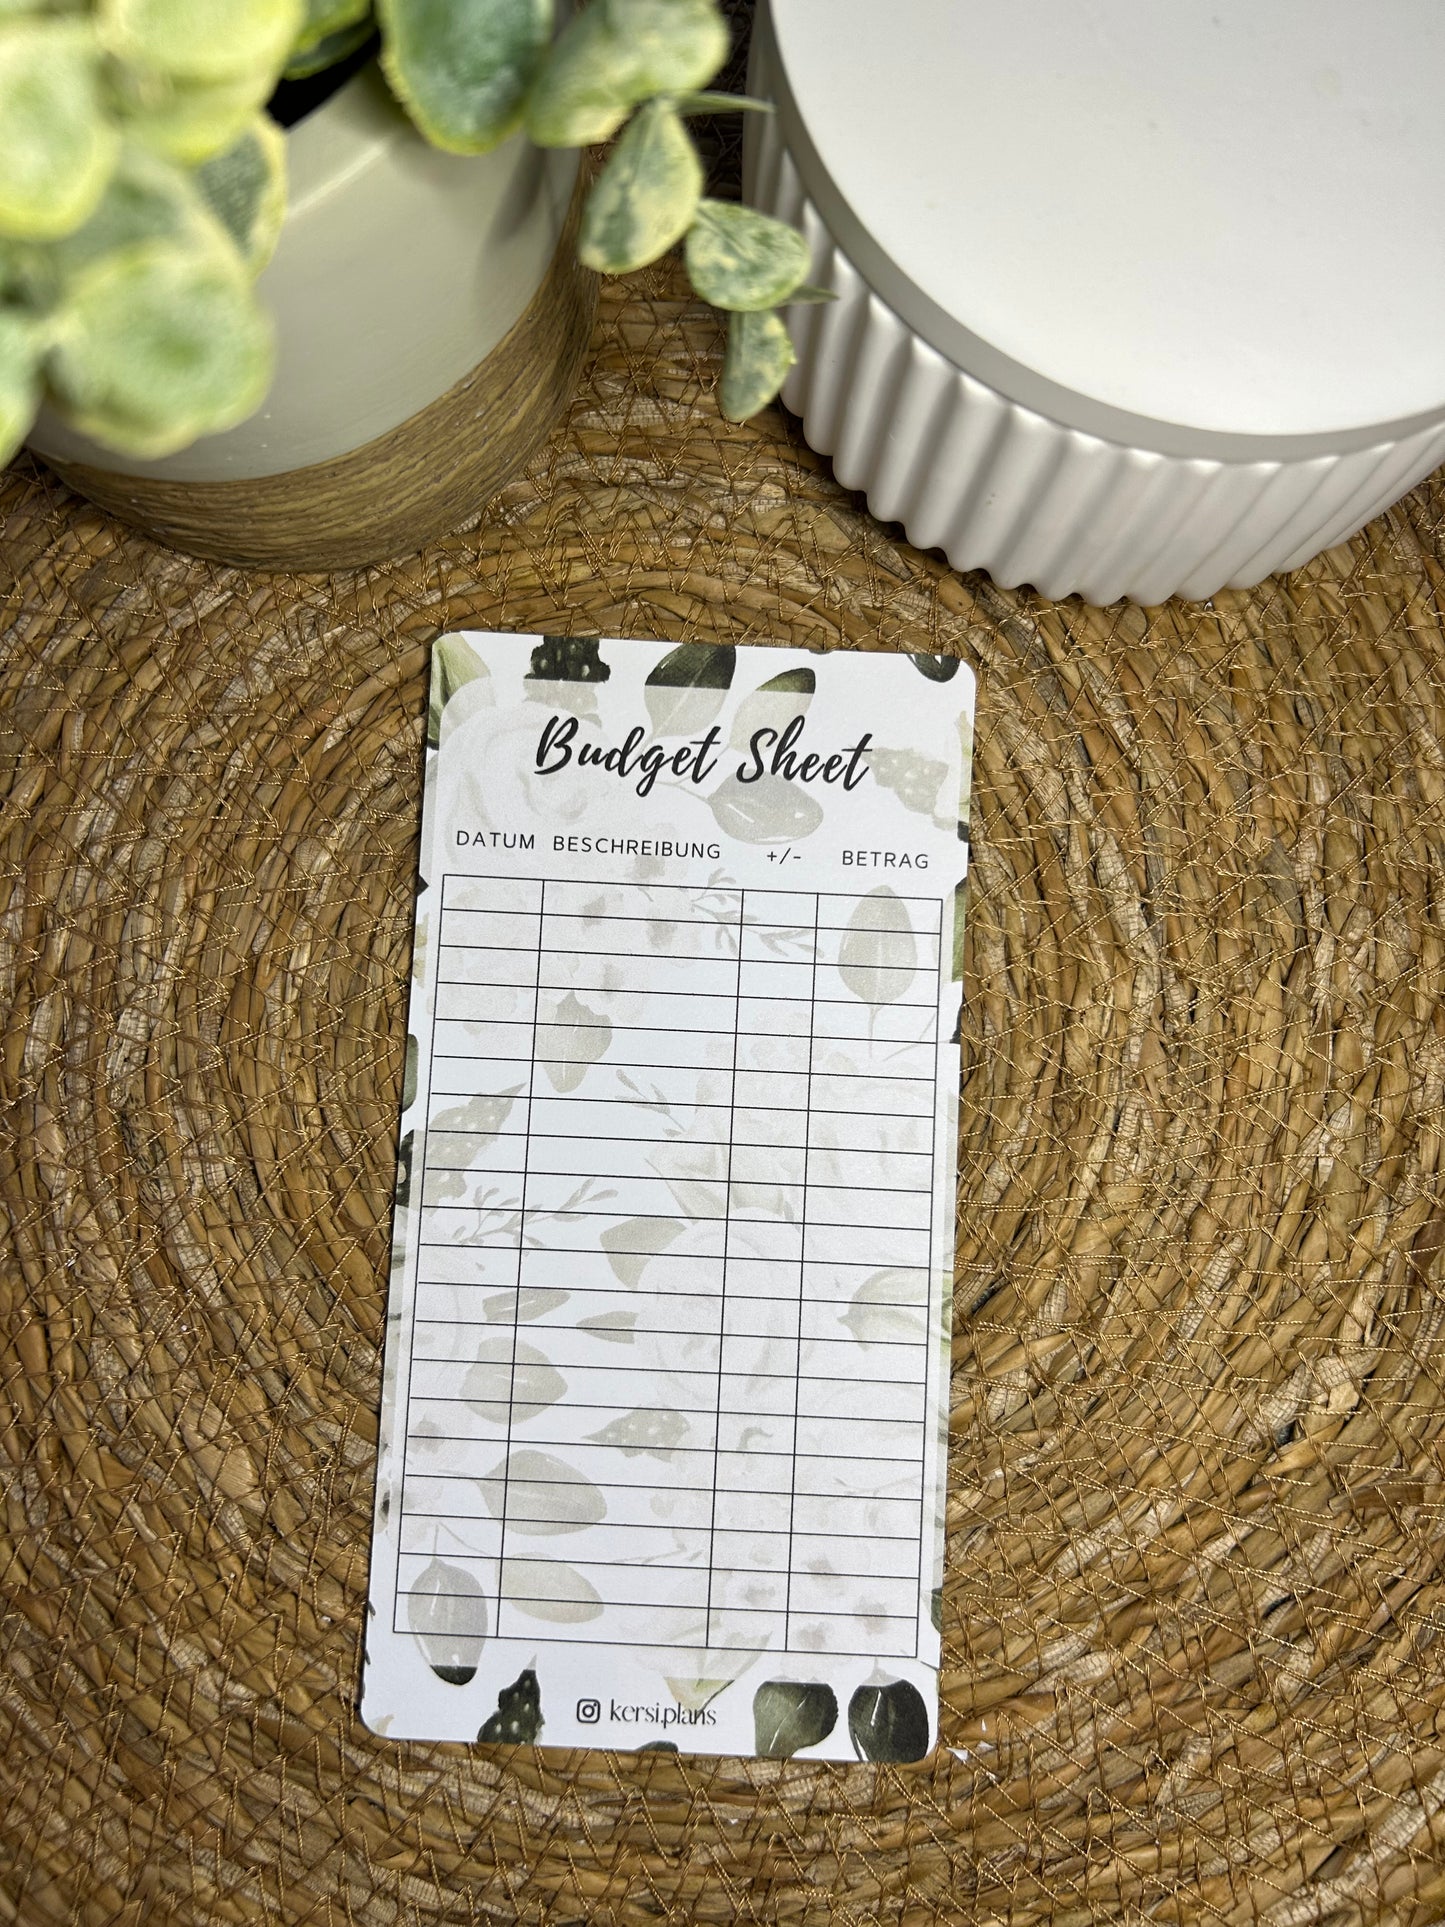 Budget Sheet
DATUM BESCHREIBUNG +/- BETRAG
kersi.plans